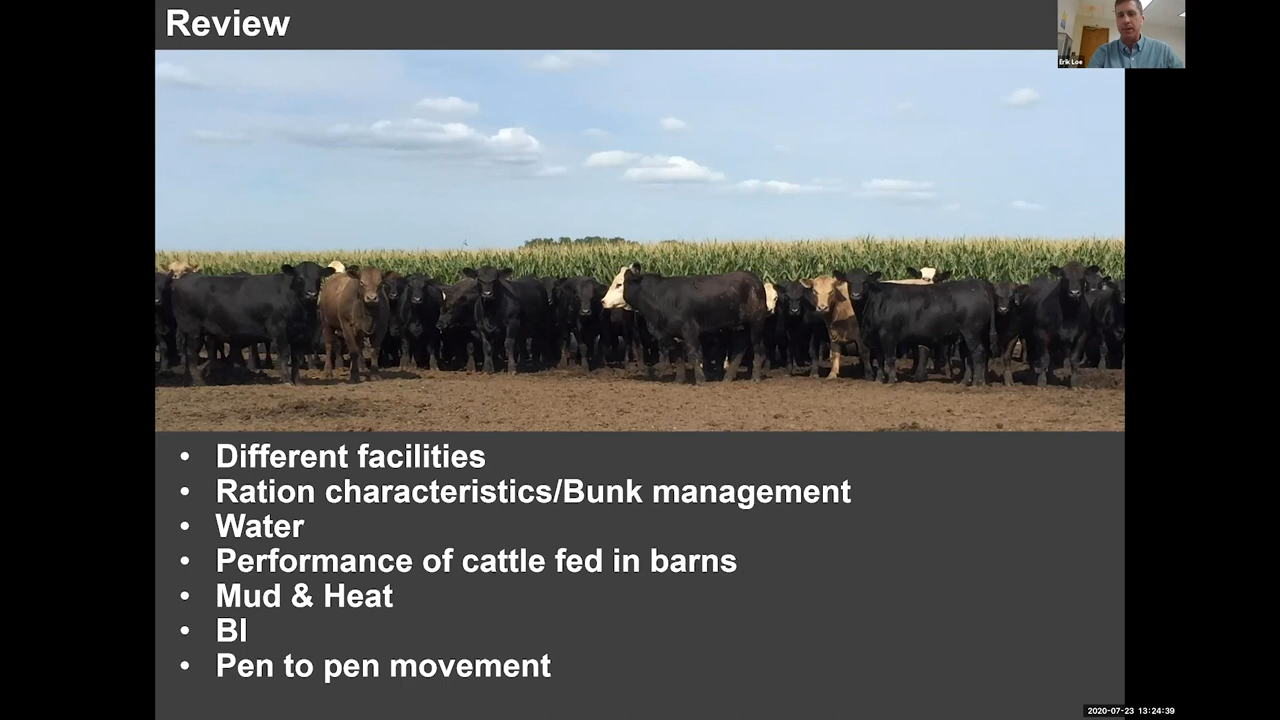 Review
Erik Loe
• Different facilities
• Ration characteristics/Bunk management
• Water
• Performance of cattle fed in barns
• Mud & Heat
• BI
• Pen to pen movement
2020-07-23 13:24:39